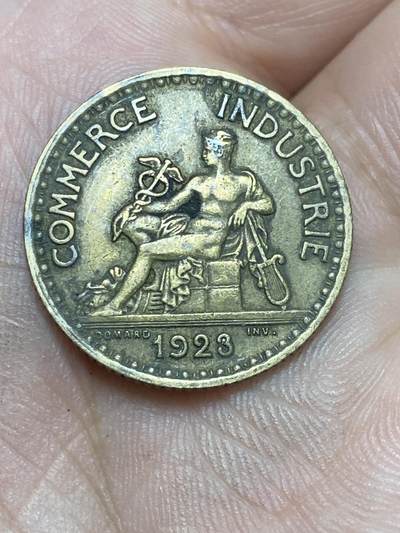 COMMERCE INDUSTRIE
DOMARD INV.
1923